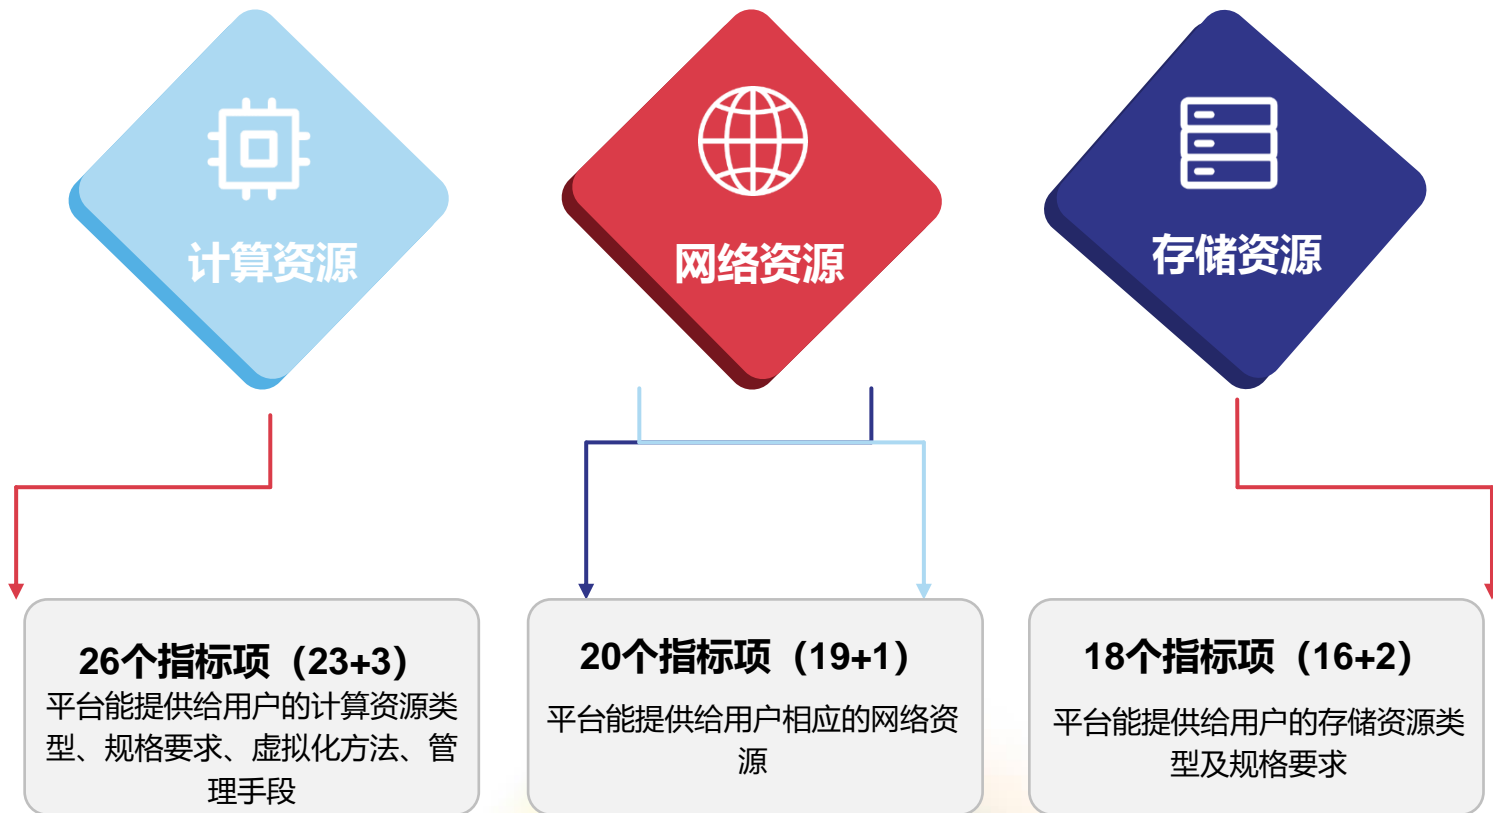 计算资源
网络资源
存储资源
26个指标项（23+3）
平台能提供给用户的计算资源类
型、规格要求、虚拟化方法、管
理手段
20个指标项（19+1）
平台能提供给用户相应的网络资
源
18个指标项（16+2）
平台能提供给用户的存储资源类
型及规格要求